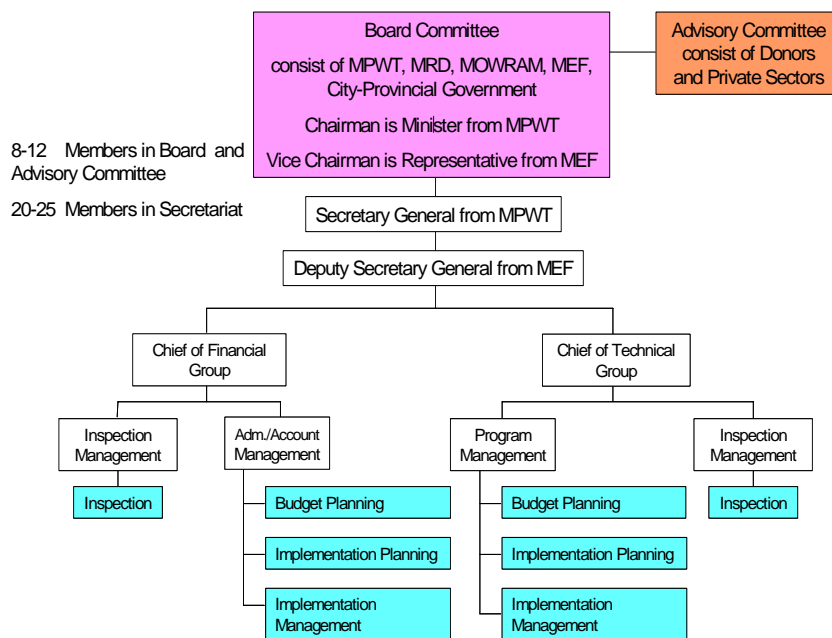 Board Committee
consist of MPWT, MRD, MOWRAM, MEF,
City-Provincial Government
Chairman is Minister from MPWT
Vice Chairman is Representative from MEF
Advisory Committee
consist of Donors
and Private Sectors
8-12 Members in Board and
Advisory Committee
20-25 Members in Secretariat
Secretary General from MPWT
Deputy Secretary General from MEF
Chief of Financial
Group
Chief of Technical
Group
Inspection
Management
Adm./Account
Management
Program
Management
Inspection
Management
Inspection
Budget Planning
Budget Planning
Inspection
Implementation Planning
Implementation Planning
Implementation
Management
Implementation
Management